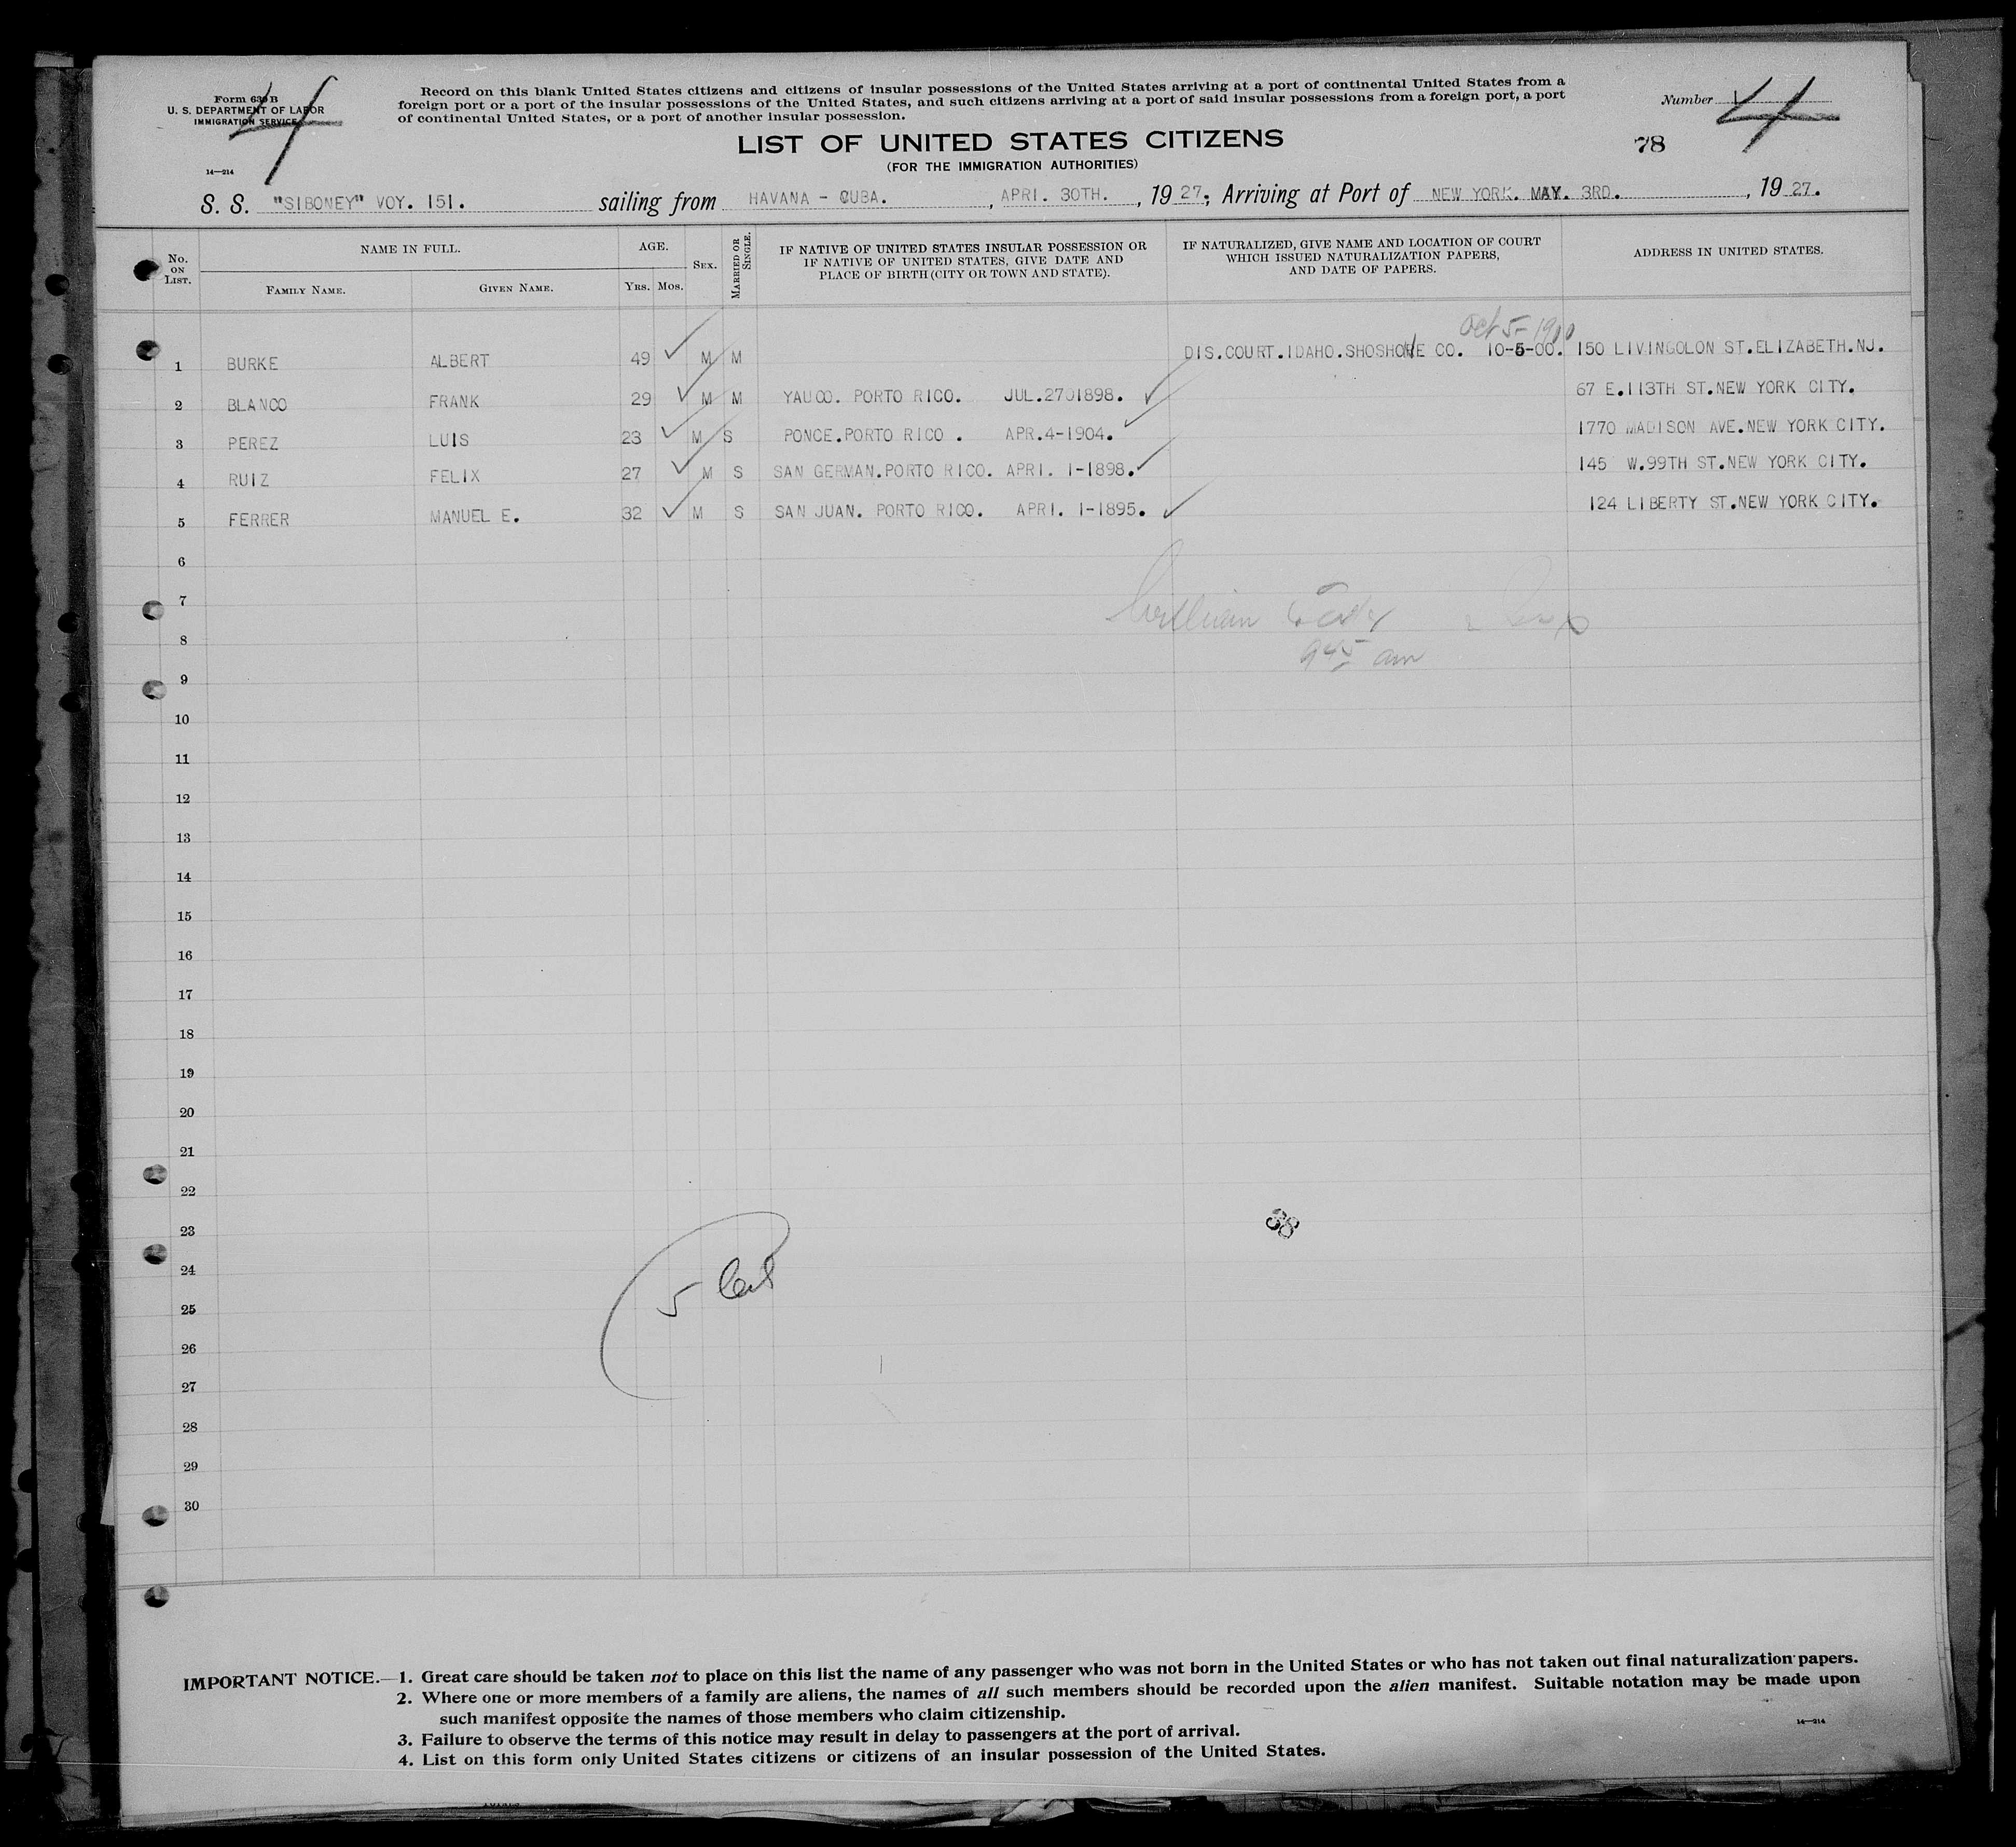 Form 630 B
U. S. DEPARTMENT OF LABOR
IMMIGRATION SERVICE
14—214
4
Record on this blank United States citizens and citizens of insular possessions of the United States arriving at a port of continental United States from a
foreign port or a port of the insular possessions of the United States, and such citizens arriving at a port of said insular possessions from a foreign port, a port
of continental United States, or a port of another insular possession.
Number 4
LIST OF UNITED STATES CITIZENS
78
(FOR THE IMMIGRATION AUTHORITIES)
S. S. "SIBONEY" VOY. 151. sailing from HAVANA - CUBA. , APRI. 30TH. , 19 27; Arriving at Port of NEW YORK. MAY. 3RD. , 19 27.
No. ON LIST. NAME IN FULL. AGE. SEX. MARRIED OR SINGLE. IF NATIVE OF UNITED STATES INSULAR POSSESSION OR IF NATIVE OF UNITED STATES, GIVE DATE AND PLACE OF BIRTH (CITY OR TOWN AND STATE). IF NATURALIZED, GIVE NAME AND LOCATION OF COURT WHICH ISSUED NATURALIZATION PAPERS, AND DATE OF PAPERS. ADDRESS IN UNITED STATES.
FAMILY NAME. GIVEN NAME. YRS. MOS.
Oct 5-1900
1 BURKE ALBERT 49 M M DIS.COURT.IDAHO.SHOSHONE CO. 10-5-00. 150 LIVINGOLON ST.ELIZABETH.NJ.
2 BLANCO FRANK 29 M M YAUCO. PORTO RICO. JUL.2701898. 67 E.113TH ST.NEW YORK CITY.
3 PEREZ LUIS 23 M S PONCE.PORTO RICO . APR.4-1904. 1770 MADISON AVE.NEW YORK CITY.
4 RUIZ FELIX 27 M S SAN GERMAN.PORTO RICO. APRI. 1-1898. 145 W.99TH ST.NEW YORK CITY.
5 FERRER MANUEL E. 32 M S SAN JUAN. PORTO RICO. APRI. 1-1895. 124 LIBERTY ST.NEW YORK CITY.
6
7
William
8
945 am
9
10
11
12
13
14
15
16
17
18
19
20
21
22
23
38
24
5
25
26
27
28
29
30
IMPORTANT NOTICE.—1. Great care should be taken not to place on this list the name of any passenger who was not born in the United States or who has not taken out final naturalization papers.
2. Where one or more members of a family are aliens, the names of all such members should be recorded upon the alien manifest. Suitable notation may be made upon
such manifest opposite the names of those members who claim citizenship.
14—214
3. Failure to observe the terms of this notice may result in delay to passengers at the port of arrival.
4. List on this form only United States citizens or citizens of an insular possession of the United States.